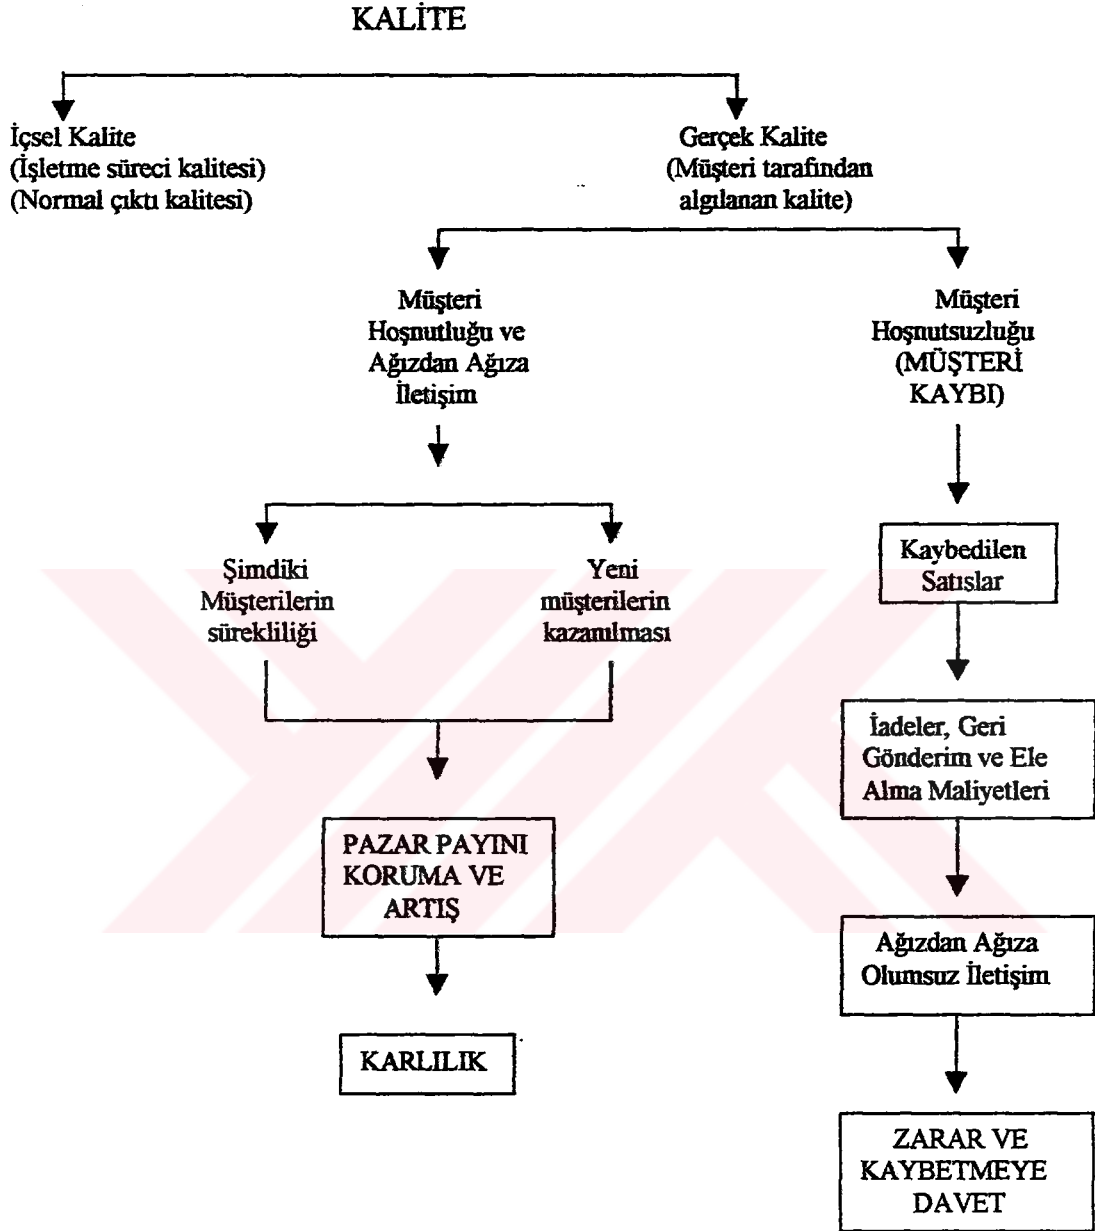 KALİTE
İçsel Kalite
(İşletme süreci kalitesi)
(Normal çıktı kalitesi)
Gerçek Kalite
(Müşteri tarafından
algılanan kalite)
Müşteri
Hoşnutluğu ve
Ağızdan Ağıza
İletişim
Müşteri
Hoşnutsuzluğu
(MÜŞTERİ
KAYBI)
Şimdiki
Müşterilerin
sürekliliği
Yeni
müşterilerin
kazanılması
Kaybedilen
Satışlar
İadeler, Geri
Gönderim ve Ele
Alma Maliyetleri
PAZAR PAYINI
KORUMA VE
ARTIŞ
Ağızdan Ağıza
Olumsuz İletişim
KARLILIK
ZARAR VE
KAYBETMEYE
DAVET